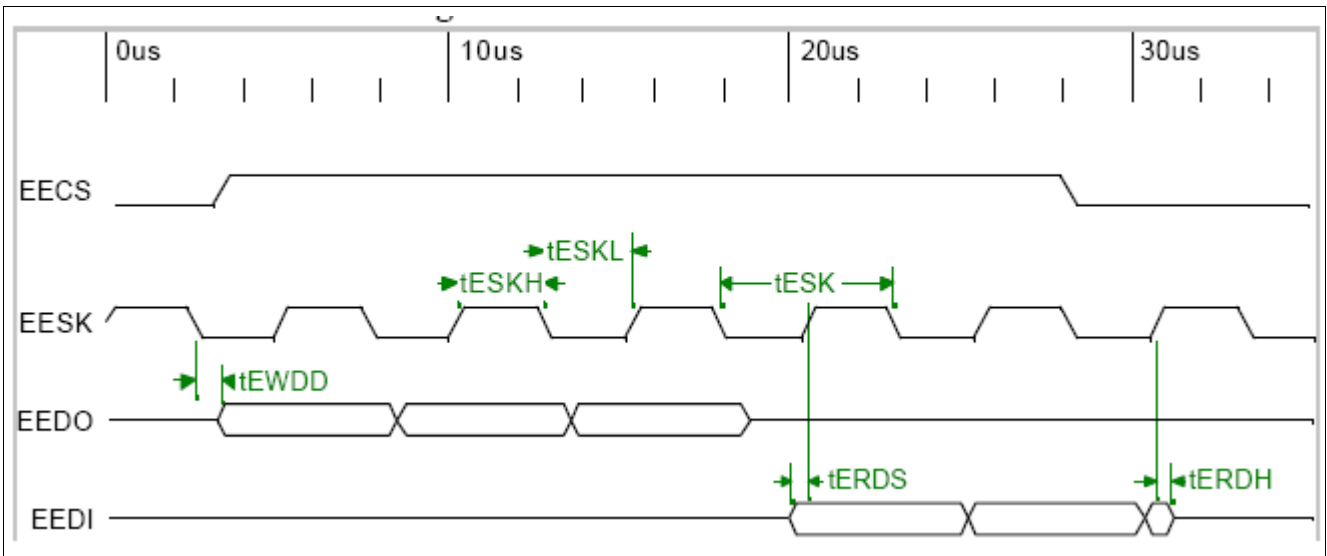 0us 10us 20us 30us
EECS
tESKL
tESKH tESK
EESK
tEWDD
EEDO
tERDS tERDH
EEDI